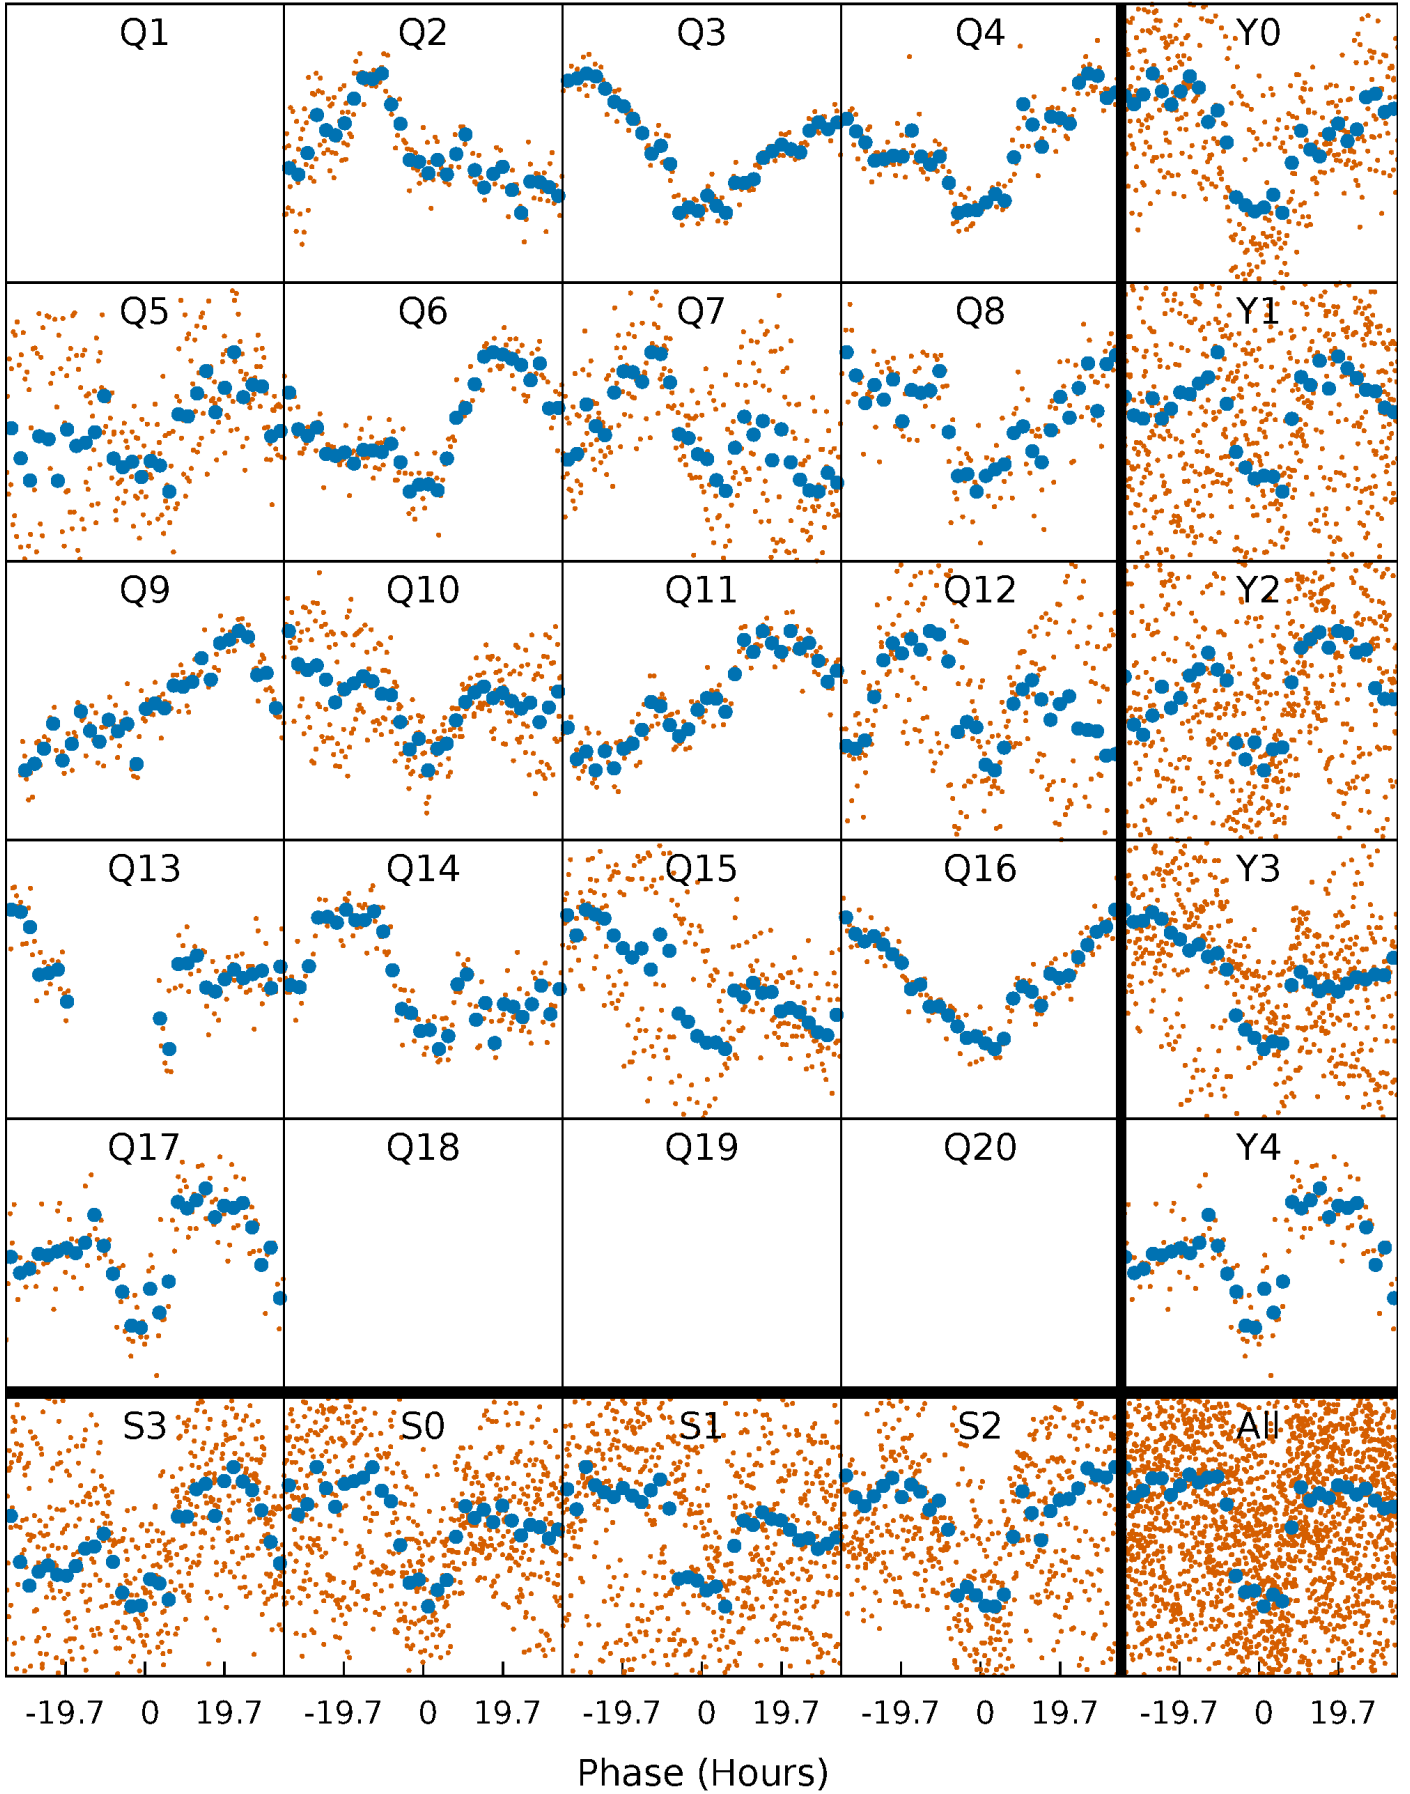 Q1 Q2 Q3 Q4 Y0
Q5 Q6 Q7 Q8 Y1
Q9 Q10 Q11 Q12 Y2
Q13 Q14 Q15 Q16 Y3
Q17 Q18 Q19 Q20 Y4
S3 S0 S1 S2 All
-19.7 0 19.7 -19.7 0 19.7 -19.7 0 19.7 -19.7 0 19.7 -19.7 0 19.7
Phase (Hours)